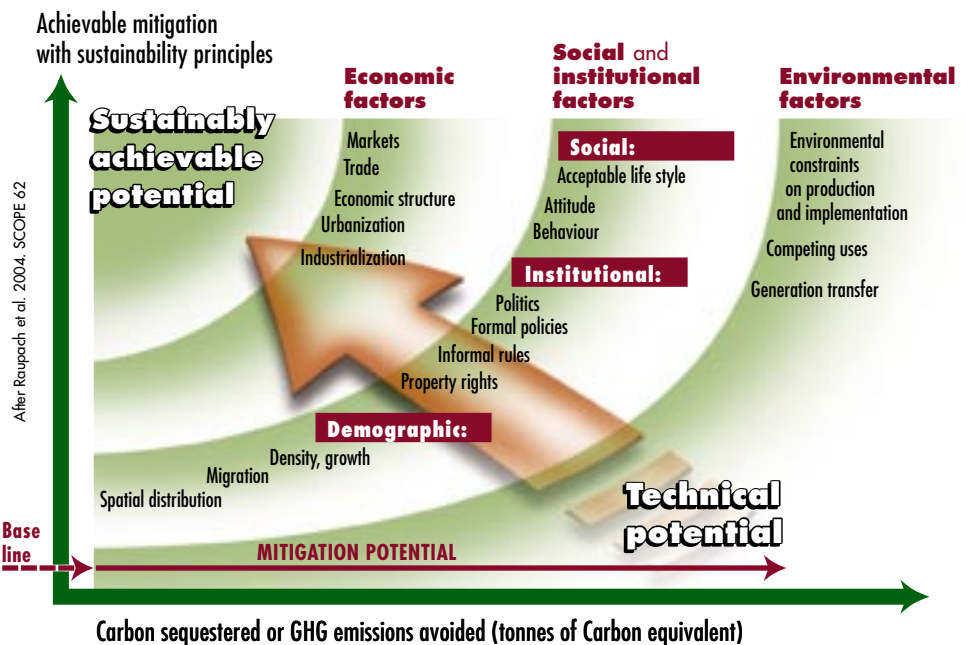 Achievable mitigation
with sustainability principles
Economic
factors
Social and
institutional
factors
Environmental
factors
Sustainably
achievable
potential
Markets
Trade
Economic structure
Urbanization
Industrialization
Social:
Acceptable life style
Attitude
Behaviour
Institutional:
Politics
Formal policies
Informal rules
Property rights
Demographic:
Density, growth
Migration
Spatial distribution
Environmental
constraints
on production
and implementation
Competing uses
Generation transfer
Technical
potential
Base
line
MITIGATION POTENTIAL
Carbon sequestered or GHG emissions avoided (tonnes of Carbon equivalent)
After Raupach et al. 2004. SCOPE 62